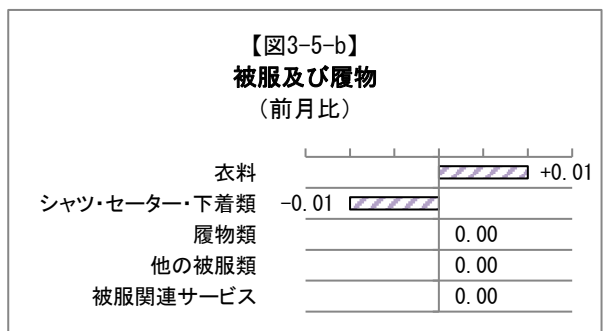 【図3-5-b】
被服及び履物
（前月比）
衣料 +0.01
シャツ・セーター・下着類 -0.01
履物類 0.00
他の被服類 0.00
被服関連サービス 0.00